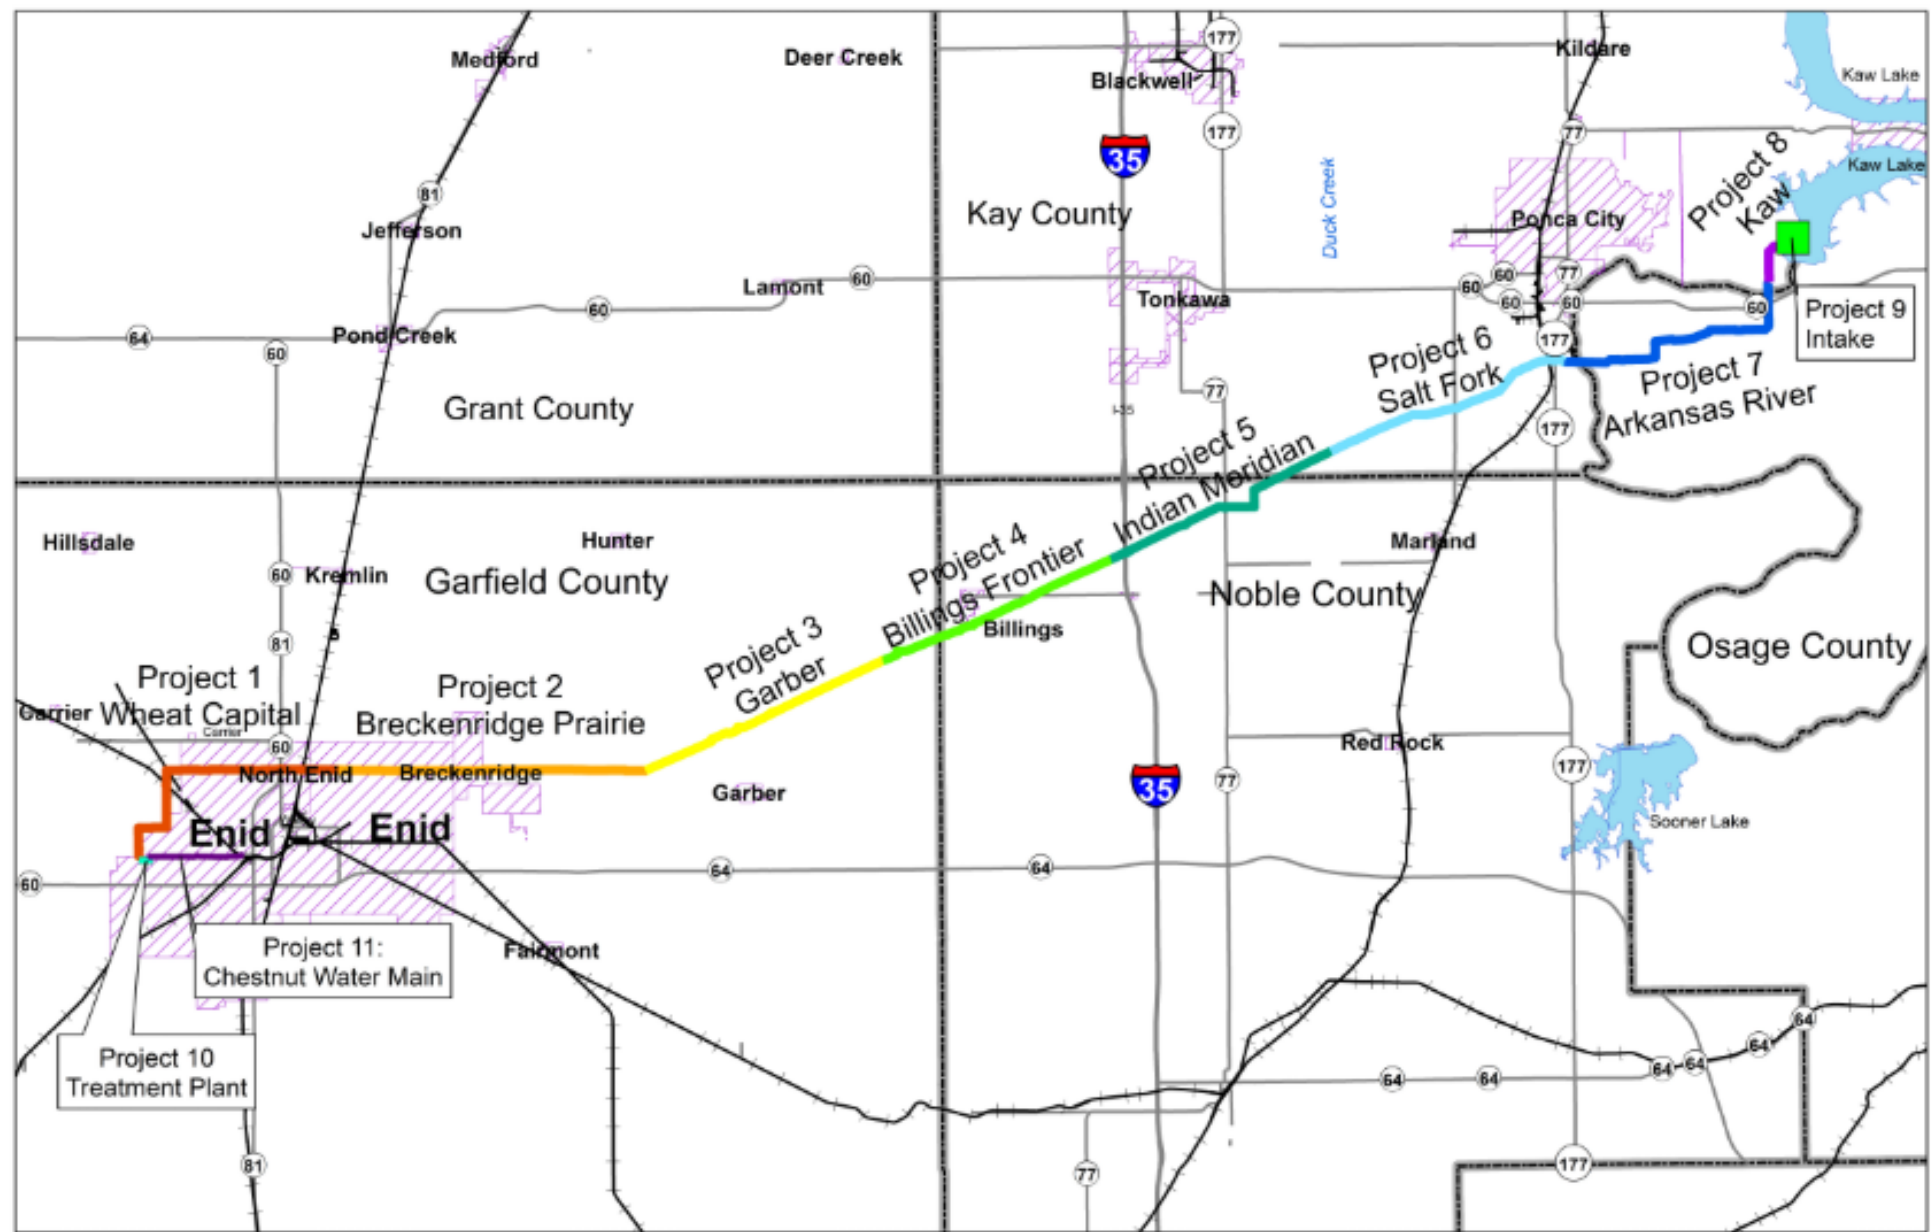 Medford
Deer Creek
177
Blackwell
Kildare
Kaw Lake
177
77
35
Project 8
Kaw
Kaw Lake
81
Jefferson
Kay County
Duck Creek
Ponca City
Lamont
60
60
Tonkawa
60
60
77
60
60
60
Project 9
Intake
64
60
Pond Creek
177
Project 6
Salt Fork
Project 7
Arkansas River
Grant County
I-35
77
177
Project 5
Indian Meridian
Hillsdale
Hunter
Marland
Kremlin
60
Garfield County
Project 4
Billings Frontier
Noble County
Billings
81
Osage County
Project 3
Garber
Project 1
Wheat Capital
Carrier
Carrier
Project 2
Breckenridge Prairie
60
Red Rock
177
North Enid
Breckenridge
Garber
35
77
Sooner Lake
Enid
Enid
60
64
64
Fairmont
Project 11:
Chestnut Water Main
Project 10
Treatment Plant
64
64
64
64
64
64
81
77
177